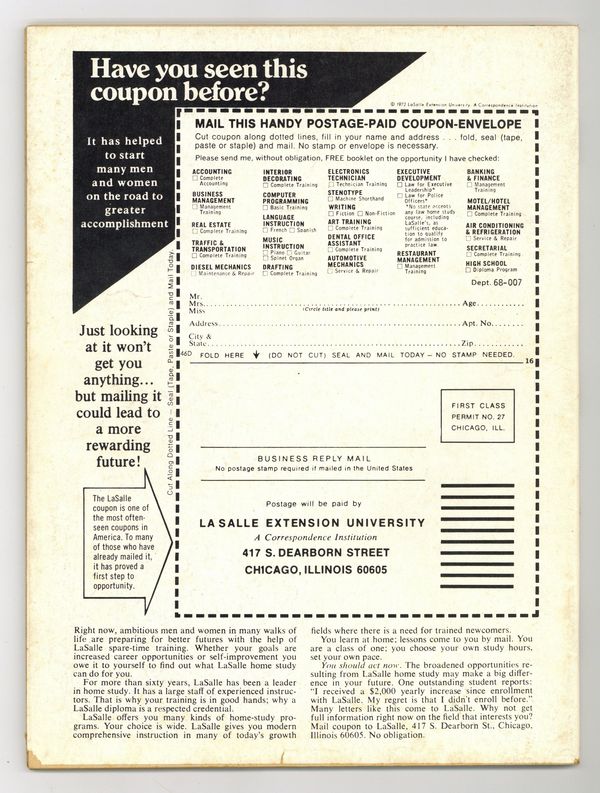 Have you seen this
coupon before?
© 1972 LaSalle Extension University, A Correspondence Institution
It has helped
to start
many men
and women
on the road to
greater
accomplishment
Just looking
at it won't
get you
anything...
but mailing it
could lead to
a more
rewarding
future!
The LaSalle
coupon is one of
the most often-
seen coupons in
America. To many
of those who have
already mailed it,
it has proved a
first step to
opportunity.
Cut Along Dotted Line — Seal (Tape, Paste or Staple) and Mail Today
MAIL THIS HANDY POSTAGE-PAID COUPON-ENVELOPE
Cut coupon along dotted lines, fill in your name and address . . . fold, seal (tape,
paste or staple) and mail. No stamp or envelope is necessary.
Please send me, without obligation, FREE booklet on the opportunity I have checked:
ACCOUNTING
□ Complete
Accounting
BUSINESS
MANAGEMENT
□ Management
Training
REAL ESTATE
□ Complete Training
TRAFFIC &
TRANSPORTATION
□ Complete Training
DIESEL MECHANICS
□ Maintenance & Repair
INTERIOR
DECORATING
□ Complete Training
COMPUTER
PROGRAMMING
□ Basic Training
LANGUAGE
INSTRUCTION
□ French □ Spanish
MUSIC
INSTRUCTION
□ Piano □ Guitar
□ Spinet Organ
DRAFTING
□ Complete Training
ELECTRONICS
TECHNICIAN
□ Technician Training
STENOTYPE
□ Machine Shorthand
WRITING
□ Fiction □ Non-Fiction
ART TRAINING
□ Complete Training
DENTAL OFFICE
ASSISTANT
□ Complete Training
AUTOMOTIVE
MECHANICS
□ Service & Repair
EXECUTIVE
DEVELOPMENT
□ Law for Executive
Leadership*
□ Law for Police
Officers*
*No state accepts
any law home study
course, including
LaSalle's, as
sufficient educa-
tion to qualify
for admission to
practice law
RESTAURANT
MANAGEMENT
□ Management
Training
BANKING
& FINANCE
□ Management
Training
MOTEL/HOTEL
MANAGEMENT
□ Complete Training
AIR CONDITIONING
& REFRIGERATION
□ Service & Repair
SECRETARIAL
□ Complete Training
HIGH SCHOOL
□ Diploma Program
Dept. 68-007
Mr.
Mrs. Age
Miss (Circle title and please print)
Address Apt. No.
City &
State Zip
46D FOLD HERE (DO NOT CUT) SEAL AND MAIL TODAY – NO STAMP NEEDED. 16
FIRST CLASS
PERMIT NO. 27
CHICAGO, ILL.
BUSINESS REPLY MAIL
No postage stamp required if mailed in the United States
Postage will be paid by
LA SALLE EXTENSION UNIVERSITY
A Correspondence Institution
417 S. DEARBORN STREET
CHICAGO, ILLINOIS 60605
Right now, ambitious men and women in many walks of
life are preparing for better futures with the help of
LaSalle spare-time training. Whether your goals are
increased career opportunities or self-improvement you
owe it to yourself to find out what LaSalle home study
can do for you.
For more than sixty years, LaSalle has been a leader
in home study. It has a large staff of experienced instruc-
tors. That is why your training is in good hands; why a
LaSalle diploma is a respected credential.
LaSalle offers you many kinds of home-study pro-
grams. Your choice is wide. LaSalle gives you modern
comprehensive instruction in many of today's growth
fields where there is a need for trained newcomers.
You learn at home; lessons come to you by mail. You
are a class of one; you choose your own study hours,
set your own pace.
You should act now. The broadened opportunities re-
sulting from LaSalle home study may make a big differ-
ence in your future. One outstanding student reports:
"I received a $2,000 yearly increase since enrollment
with LaSalle. My regret is that I didn't enroll before."
Many letters like this come to LaSalle. Why not get
full information right now on the field that interests you?
Mail coupon to LaSalle, 417 S. Dearborn St., Chicago,
Illinois 60605. No obligation.